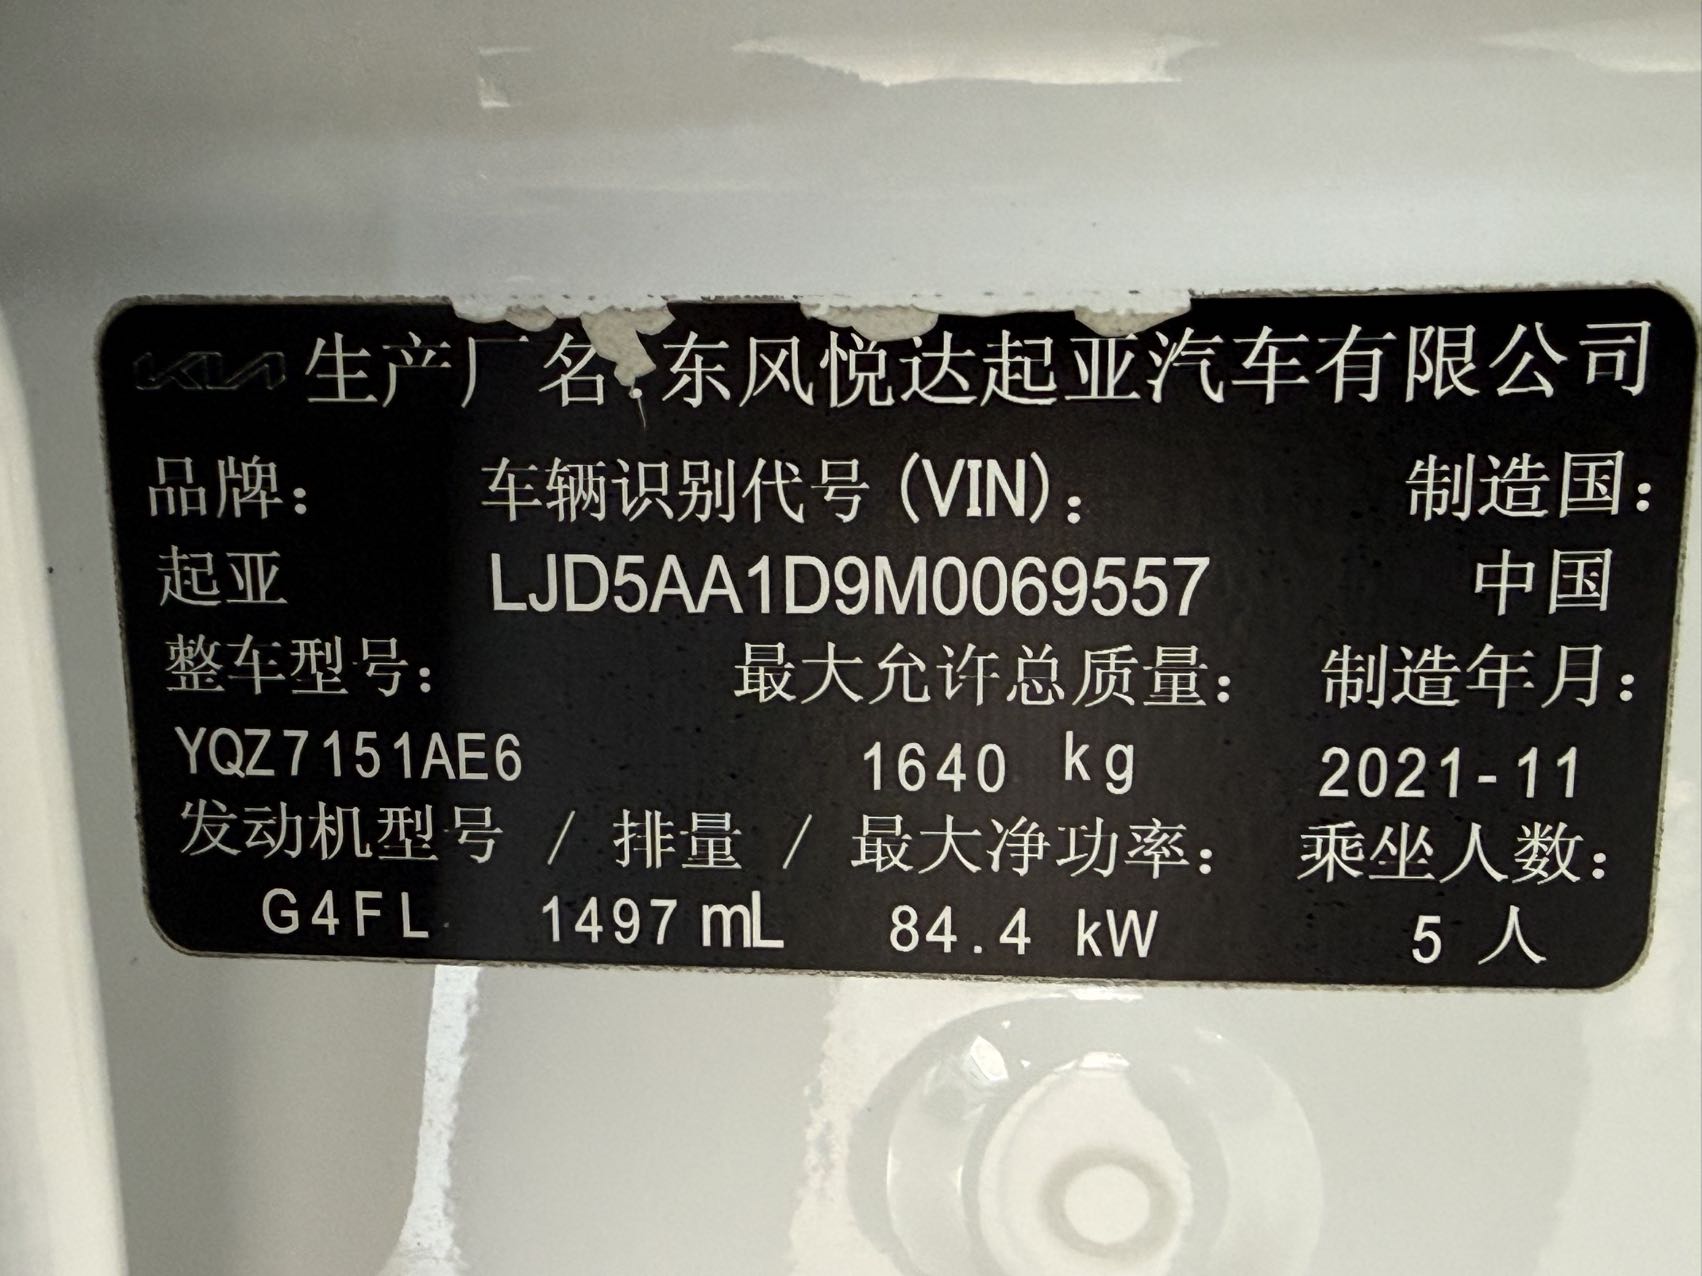 KIA 生产厂名:东风悦达起亚汽车有限公司
品牌: 车辆识别代号(VIN): 制造国:
起亚 LJD5AA1D9M0069557 中国
整车型号: 最大允许总质量: 制造年月:
YQZ7151AE6 1640 kg 2021-11
发动机型号 / 排量 / 最大净功率: 乘坐人数:
G4FL 1497 mL 84.4 kW 5 人